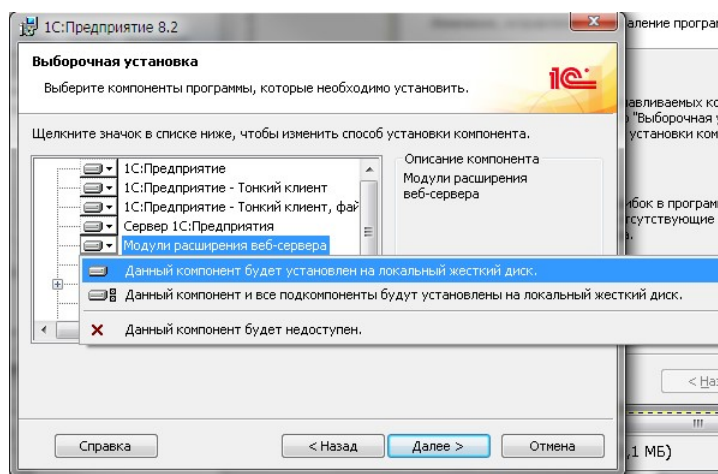 1С:Предприятие 8.2
Выборочная установка
Выберите компоненты программы, которые необходимо установить.
1С
Щелкните значок в списке ниже, чтобы изменить способ установки компонента.
1С:Предприятие
1С:Предприятие - Тонкий клиент
1С:Предприятие - Тонкий клиент, фай
Сервер 1С:Предприятия
Модули расширения веб-сервера
Описание компонента
Модули расширения
веб-сервера
Данный компонент будет установлен на локальный жесткий диск.
Данный компонент и все подкомпоненты будут установлены на локальный жесткий диск.
Данный компонент будет недоступен.
Справка
< Назад
Далее >
Отмена
аление програм
авливаемых ко
"Выборочная у
установки ком
ибок в програм
тсутствующие
< Наз
,1 МБ)